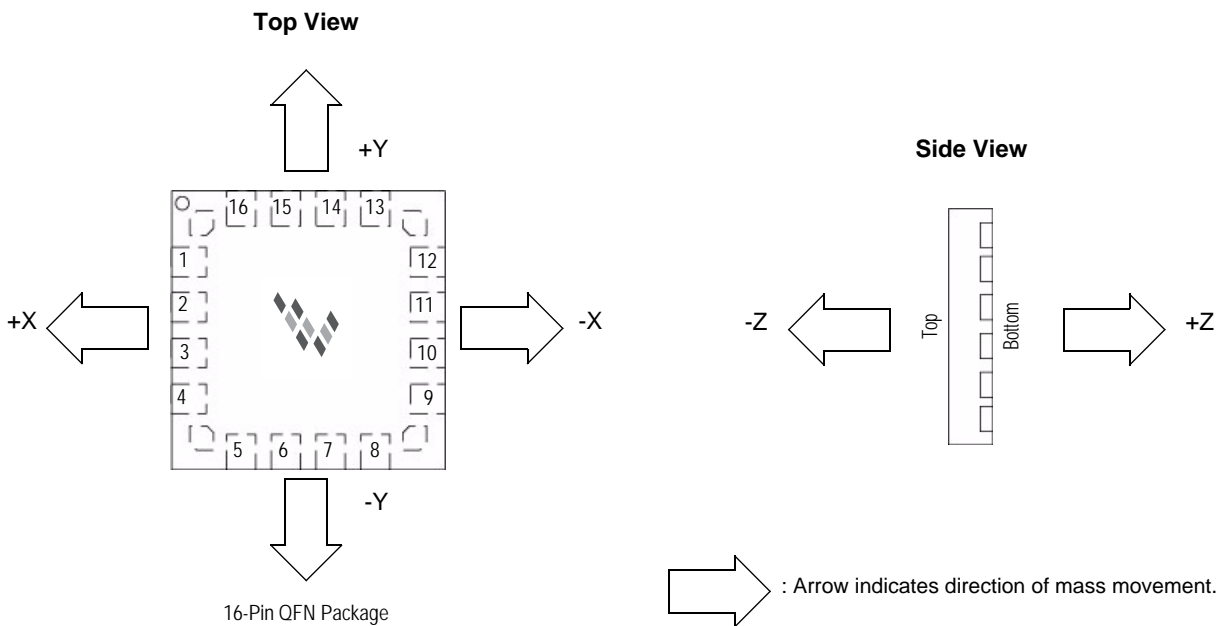 Top View
+Y
Side View
16 15 14 13
1 12
2 11
3 10
4 9
5 6 7 8
+X
-X
-Y
-Z
Top
Bottom
+Z
: Arrow indicates direction of mass movement.
16-Pin QFN Package